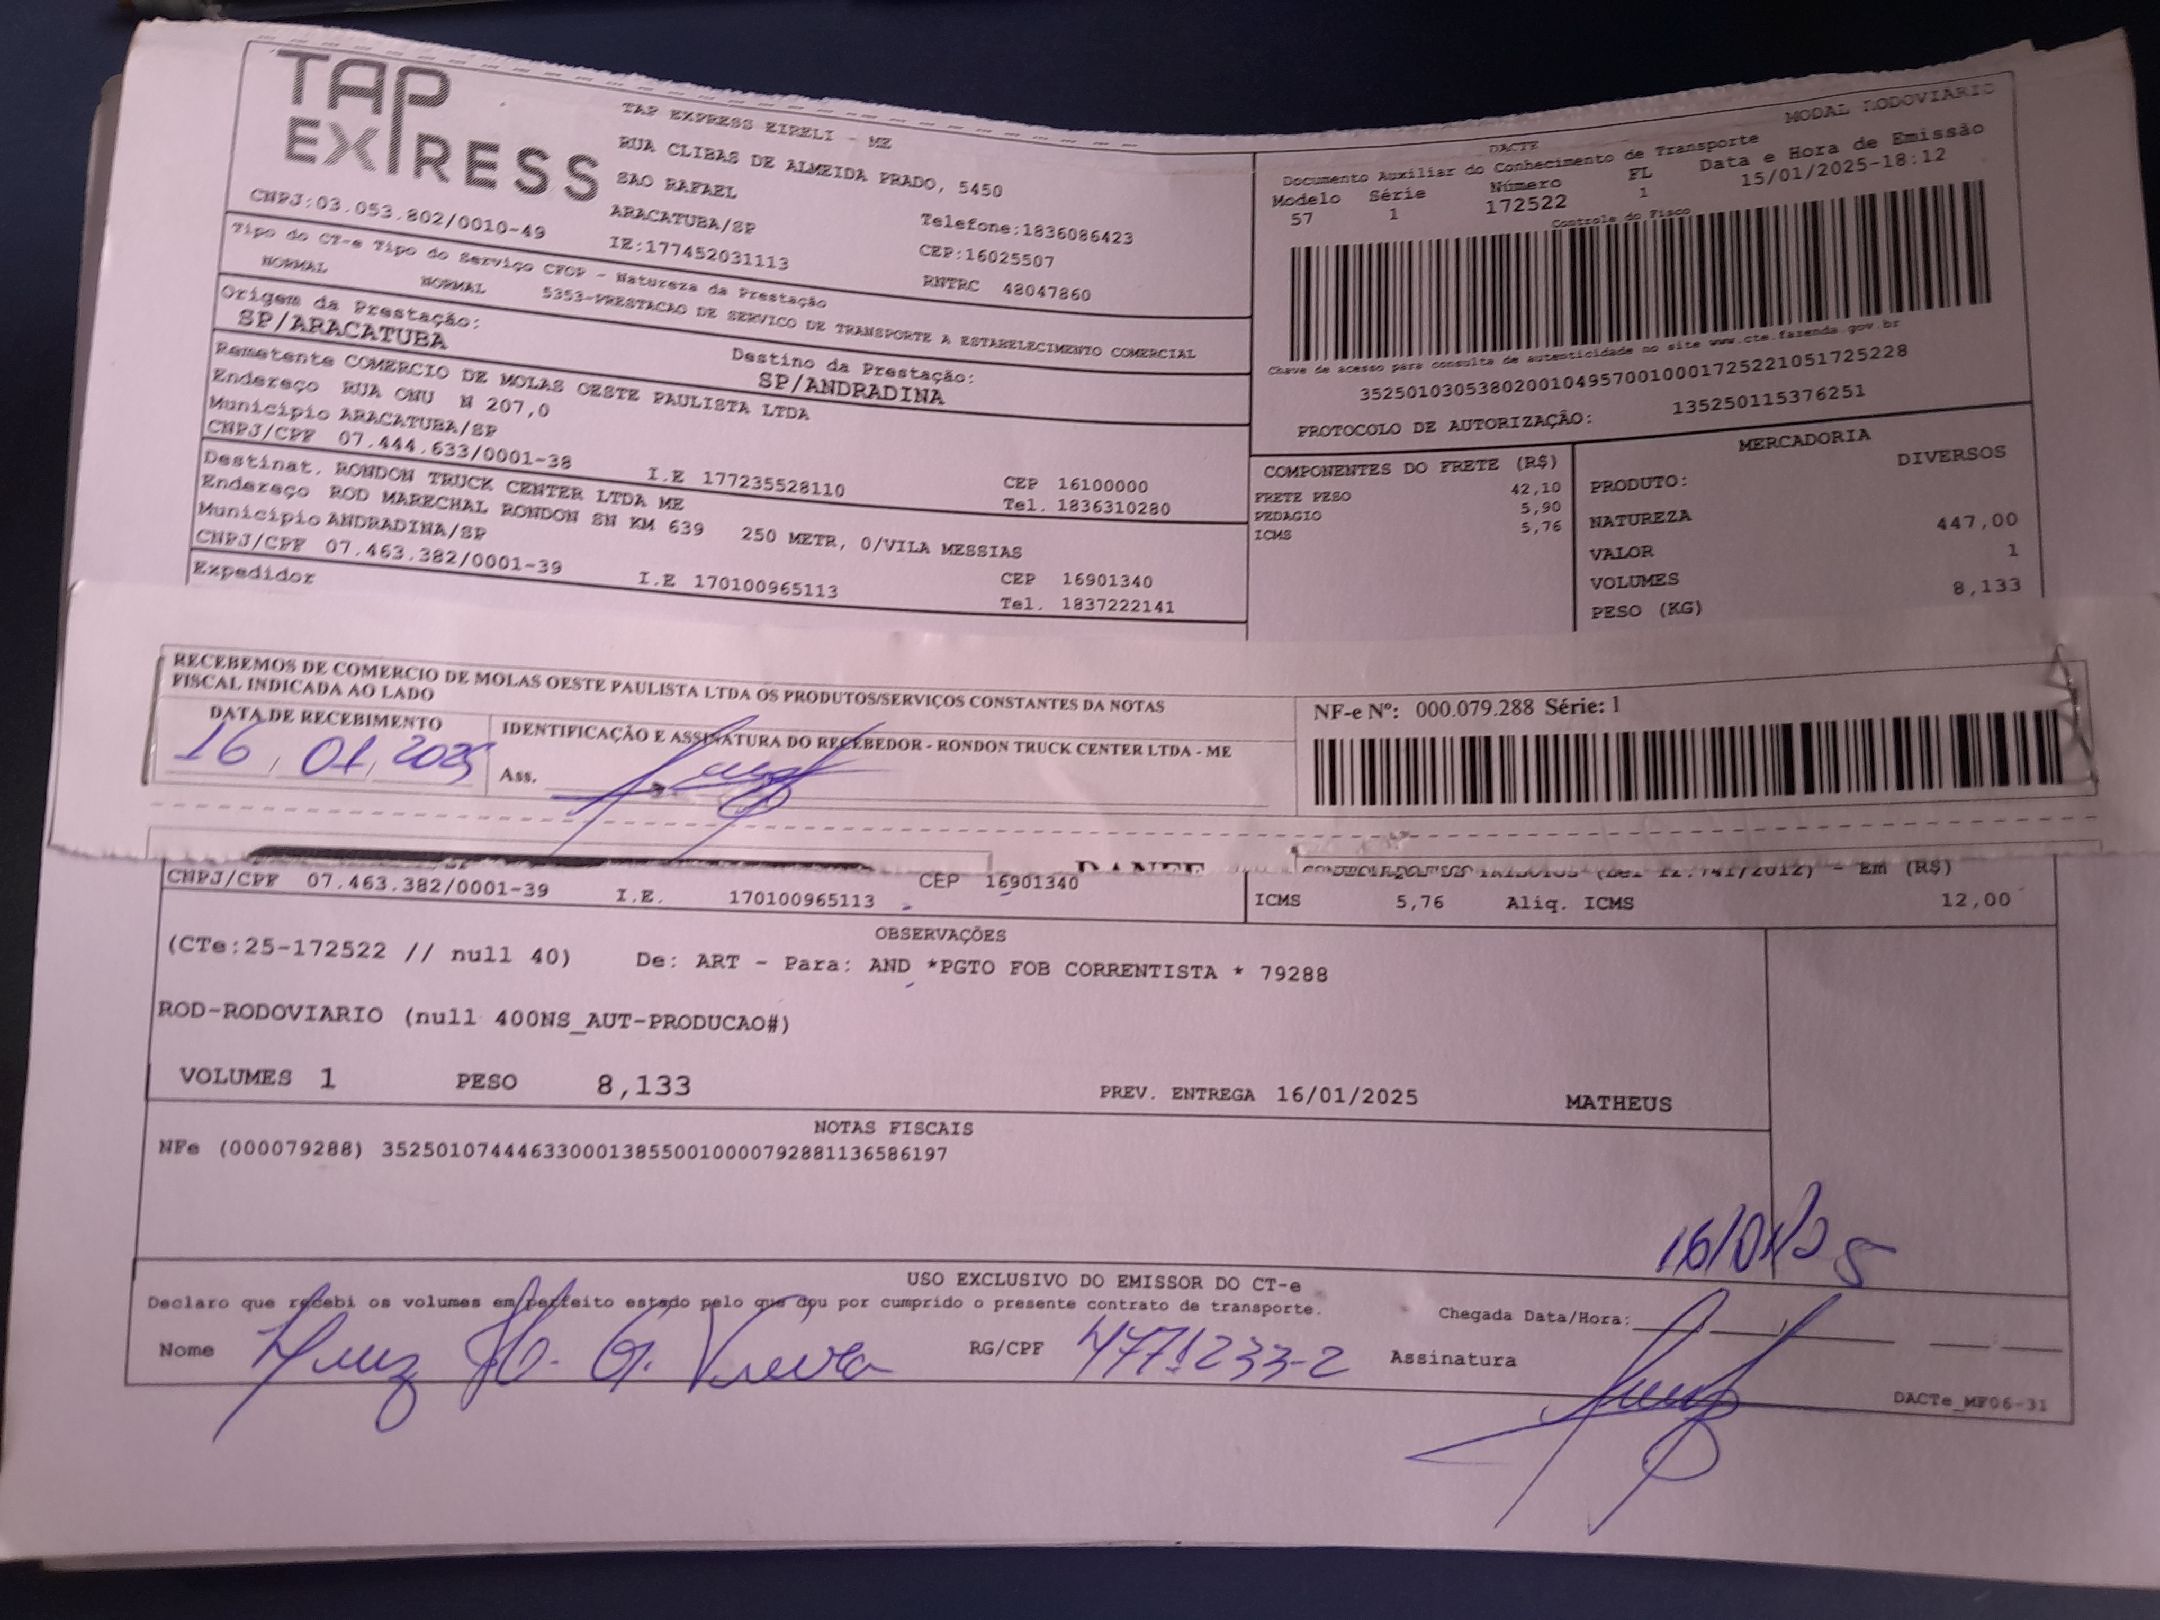 TAP EXPRESS
TAP EXPRESS EIRELI - ME
RUA CLIBAS DE ALMEIDA PRADO, 5450
SAO RAFAEL
ARACATUBA/SP
Telefone:1836086423
CNPJ:03.053.802/0010-49
IE:177452031113
CEP:16025507
RNTRC 48047860
Tipo do CT-e Tipo do Serviço CFOP - Natureza da Prestação
NORMAL NORMAL 5353-PRESTACAO DE SERVICO DE TRANSPORTE A ESTABELECIMENTO COMERCIAL
Origem da Prestação:
SP/ARACATUBA
Destino da Prestação:
SP/ANDRADINA
Remetente COMERCIO DE MOLAS OESTE PAULISTA LTDA
Endereço RUA ONU N 207,0
Município ARACATUBA/SP
CEP 16100000
CNPJ/CPF 07.444.633/0001-38 I.E 177235528110 Tel. 1836310280
Destinat. RONDON TRUCK CENTER LTDA ME
Endereço ROD MARECHAL RONDON SN KM 639 250 METR, 0/VILA MESSIAS
Município ANDRADINA/SP CEP 16901340
CNPJ/CPF 07.463.382/0001-39 I.E 170100965113 Tel. 1837222141
Expedidor
DACTE
MODAL RODOVIARIO
Documento Auxiliar do Conhecimento de Transporte
Modelo Série Número FL Data e Hora de Emissão
57 1 172522 1 15/01/2025-18:12
Controle do Fisco
Chave de acesso para consulta de autenticidade no site www.cte.fazenda.gov.br
35250103053802001049570010001725221051725228
PROTOCOLO DE AUTORIZAÇÃO: 135250115376251
COMPONENTES DO FRETE (R$)
FRETE PESO 42,10
PEDAGIO 5,90
ICMS 5,76
MERCADORIA
PRODUTO: DIVERSOS
NATUREZA
VALOR 447,00
VOLUMES 1
PESO (KG) 8,133
RECEBEMOS DE COMERCIO DE MOLAS OESTE PAULISTA LTDA OS PRODUTOS/SERVIÇOS CONSTANTES DA NOTAS
FISCAL INDICADA AO LADO
DATA DE RECEBIMENTO
16, 01, 2025
IDENTIFICAÇÃO E ASSINATURA DO RECEBEDOR - RONDON TRUCK CENTER LTDA - ME
Ass.
NF-e Nº: 000.079.288 Série: 1
DANFE
(Lei 12.741/2012) - Em (R$)
CNPJ/CPF 07.463.382/0001-39 I.E. 170100965113 CEP 16901340
ICMS 5,76 Aliq. ICMS 12,00
OBSERVAÇÕES
(CTe:25-172522 // null 40) De: ART - Para: AND *PGTO FOB CORRENTISTA * 79288
ROD-RODOVIARIO (null 400NS_AUT-PRODUCAO#)
VOLUMES 1 PESO 8,133 PREV. ENTREGA 16/01/2025 MATHEUS
NOTAS FISCAIS
NFe (000079288) 35250107444633000138550010000792881136586197
16/01/25
USO EXCLUSIVO DO EMISSOR DO CT-e
Declaro que recebi os volumes em perfeito estado pelo que dou por cumprido o presente contrato de transporte.
Chegada Data/Hora:
Nome Luiz H. G. Vieira RG/CPF Assinatura
DACTe_MF06-31